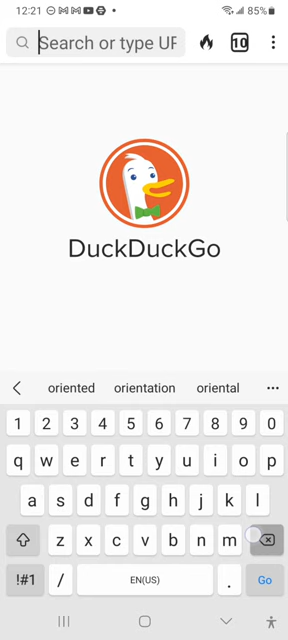 12:21 85%
Search or type UR 10
DuckDuckGo
oriented orientation oriental
1 2 3 4 5 6 7 8 9 0
q w e r t y u i o p
a s d f g h j k l
z x c v b n m
!#1 / EN(US) . Go